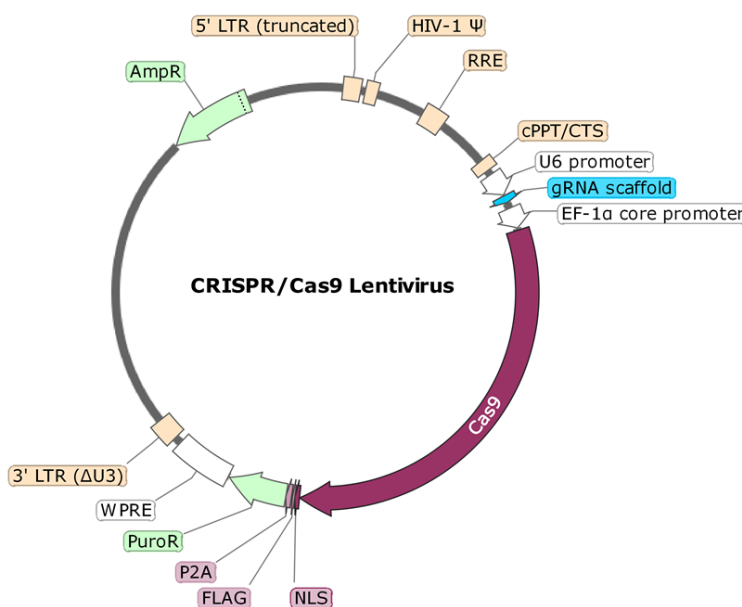 5' LTR (truncated)
HIV-1 Ψ
AmpR
RRE
cPPT/CTS
U6 promoter
gRNA scaffold
EF-1α core promoter
CRISPR/Cas9 Lentivirus
Cas9
3' LTR (ΔU3)
WPRE
PuroR
P2A
FLAG
NLS